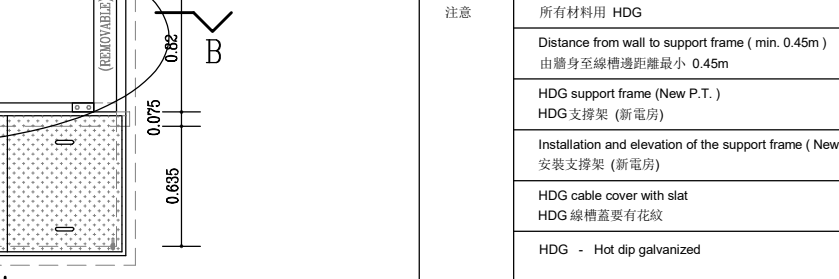 (REMOVABLE)
0.82
B
0.075
0.635
注意
所有材料用 HDG
Distance from wall to support frame ( min. 0.45m )
由牆身至線槽邊距離最小 0.45m
HDG support frame (New P.T. )
HDG支撐架 (新電房)
Installation and elevation of the support frame ( New
安裝支撐架 (新電房)
HDG cable cover with slat
HDG 線槽蓋要有花紋
HDG - Hot dip galvanized